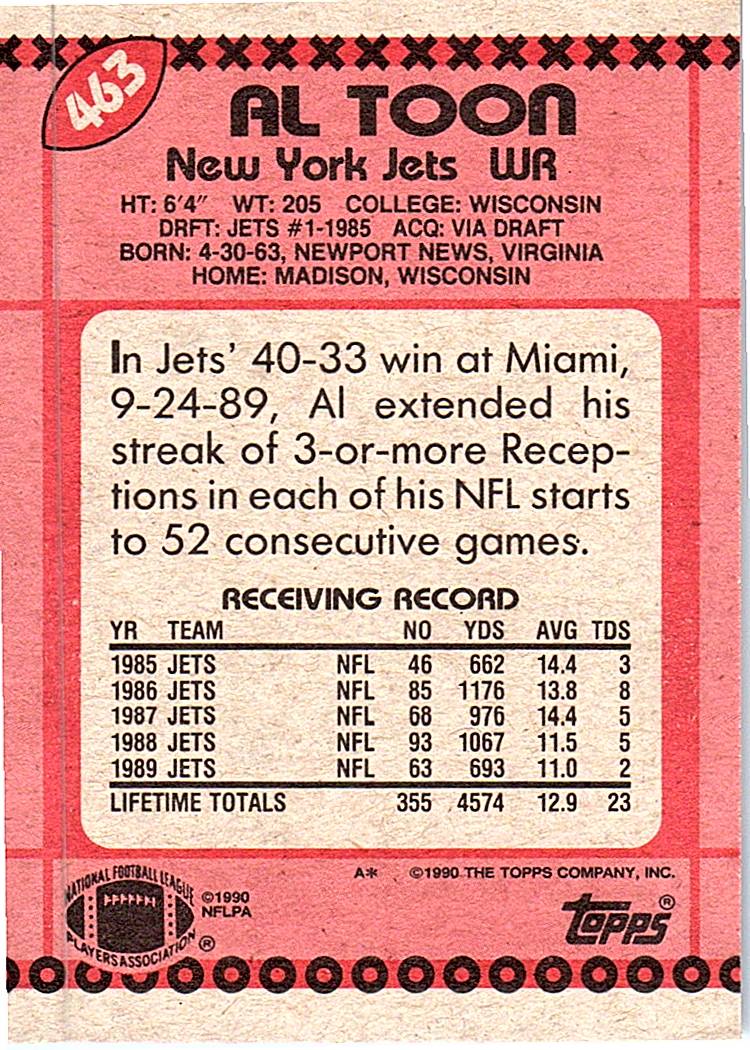 463
AL TOON
New York Jets WR
HT: 6'4" WT: 205 COLLEGE: WISCONSIN
DRFT: JETS #1-1985 ACQ: VIA DRAFT
BORN: 4-30-63, NEWPORT NEWS, VIRGINIA
HOME: MADISON, WISCONSIN
In Jets' 40-33 win at Miami,
9-24-89, Al extended his
streak of 3-or-more Recep-
tions in each of his NFL starts
to 52 consecutive games.
RECEIVING RECORD
YR TEAM NO YDS AVG TDS
1985 JETS NFL 46 662 14.4 3
1986 JETS NFL 85 1176 13.8 8
1987 JETS NFL 68 976 14.4 5
1988 JETS NFL 93 1067 11.5 5
1989 JETS NFL 63 693 11.0 2
LIFETIME TOTALS 355 4574 12.9 23
A* ©1990 THE TOPPS COMPANY, INC.
NATIONAL FOOTBALL LEAGUE
PLAYERS ASSOCIATION ®
©1990
NFLPA
topps®